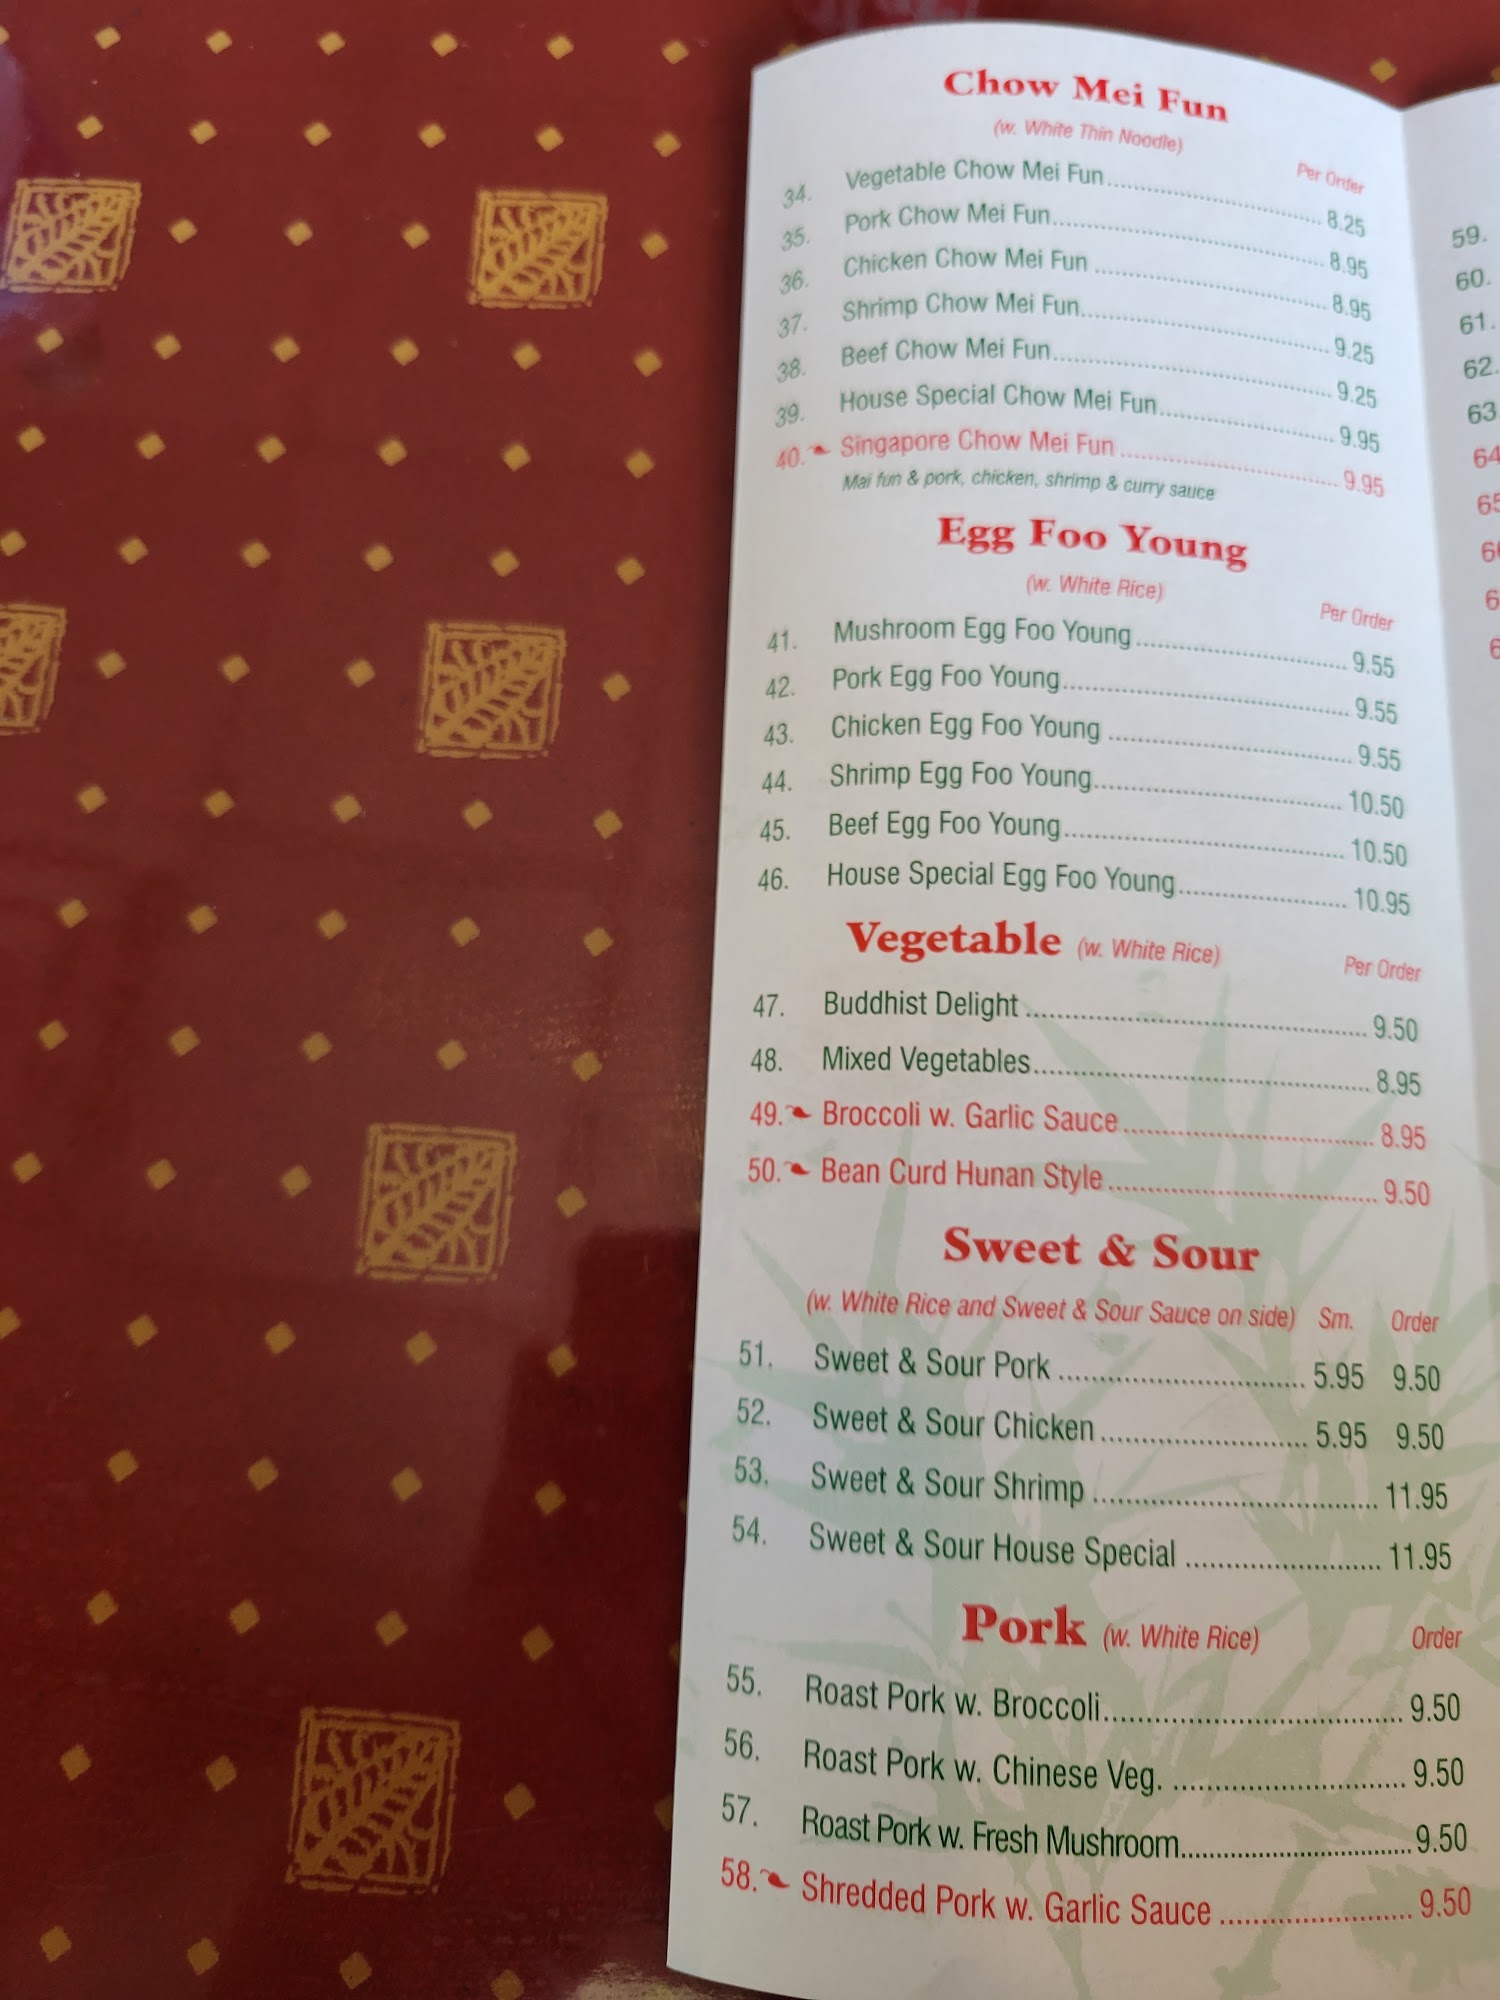 Chow Mei Fun
(w. White Thin Noodle)
Per Order
34. Vegetable Chow Mei Fun 8.25
35. Pork Chow Mei Fun 8.95
36. Chicken Chow Mei Fun 8.95
37. Shrimp Chow Mei Fun 9.25
38. Beef Chow Mei Fun 9.25
39. House Special Chow Mei Fun 9.95
40. Singapore Chow Mei Fun 9.95
Mai fun & pork, chicken, shrimp & curry sauce
Egg Foo Young
(w. White Rice)
Per Order
41. Mushroom Egg Foo Young 9.55
42. Pork Egg Foo Young 9.55
43. Chicken Egg Foo Young 9.55
44. Shrimp Egg Foo Young 10.50
45. Beef Egg Foo Young 10.50
46. House Special Egg Foo Young 10.95
Vegetable (w. White Rice) Per Order
47. Buddhist Delight 9.50
48. Mixed Vegetables 8.95
49. Broccoli w. Garlic Sauce 8.95
50. Bean Curd Hunan Style 9.50
Sweet & Sour
(w. White Rice and Sweet & Sour Sauce on side) Sm. Order
51. Sweet & Sour Pork 5.95 9.50
52. Sweet & Sour Chicken 5.95 9.50
53. Sweet & Sour Shrimp 11.95
54. Sweet & Sour House Special 11.95
Pork (w. White Rice) Order
55. Roast Pork w. Broccoli 9.50
56. Roast Pork w. Chinese Veg. 9.50
57. Roast Pork w. Fresh Mushroom 9.50
58. Shredded Pork w. Garlic Sauce 9.50
59.
60.
61.
62.
63
64